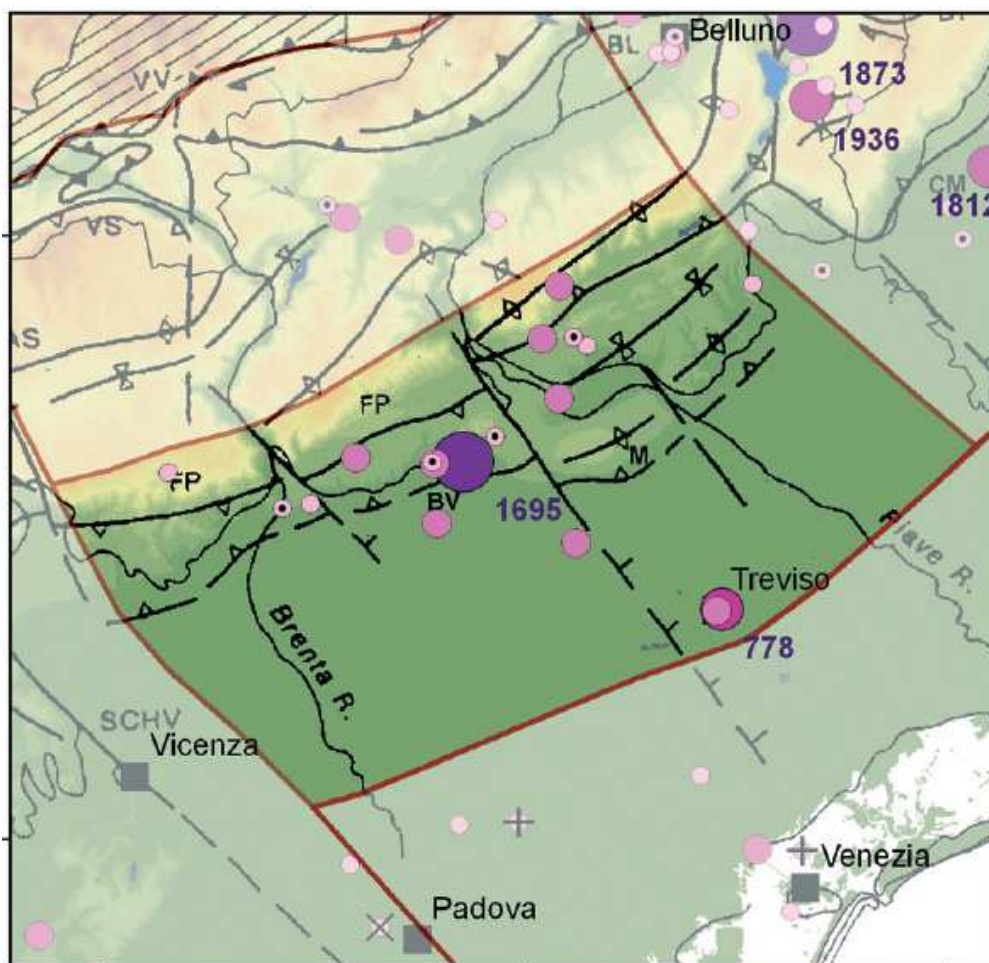 Belluno
BL
VV
1873
1936
CM
1812
VS
AS
FP
FP
M
BV
1695
Piave R.
Treviso
778
Brenta R.
SCHV
Vicenza
Venezia
Padova